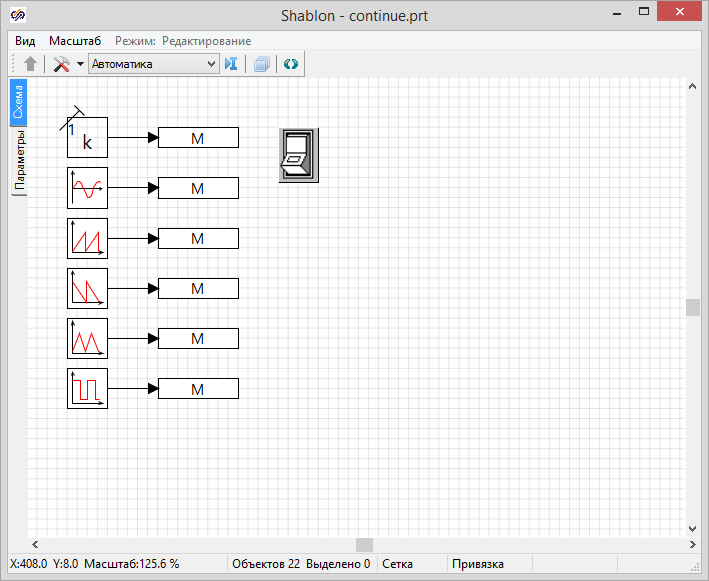 Shablon - continue.prt
Вид Масштаб Режим: Редактирование
Автоматика
Схема
Параметры
1
k
M
M
M
M
M
M
X:408.0 Y:8.0 Масштаб:125.6 % Объектов 22 Выделено 0 Сетка Привязка